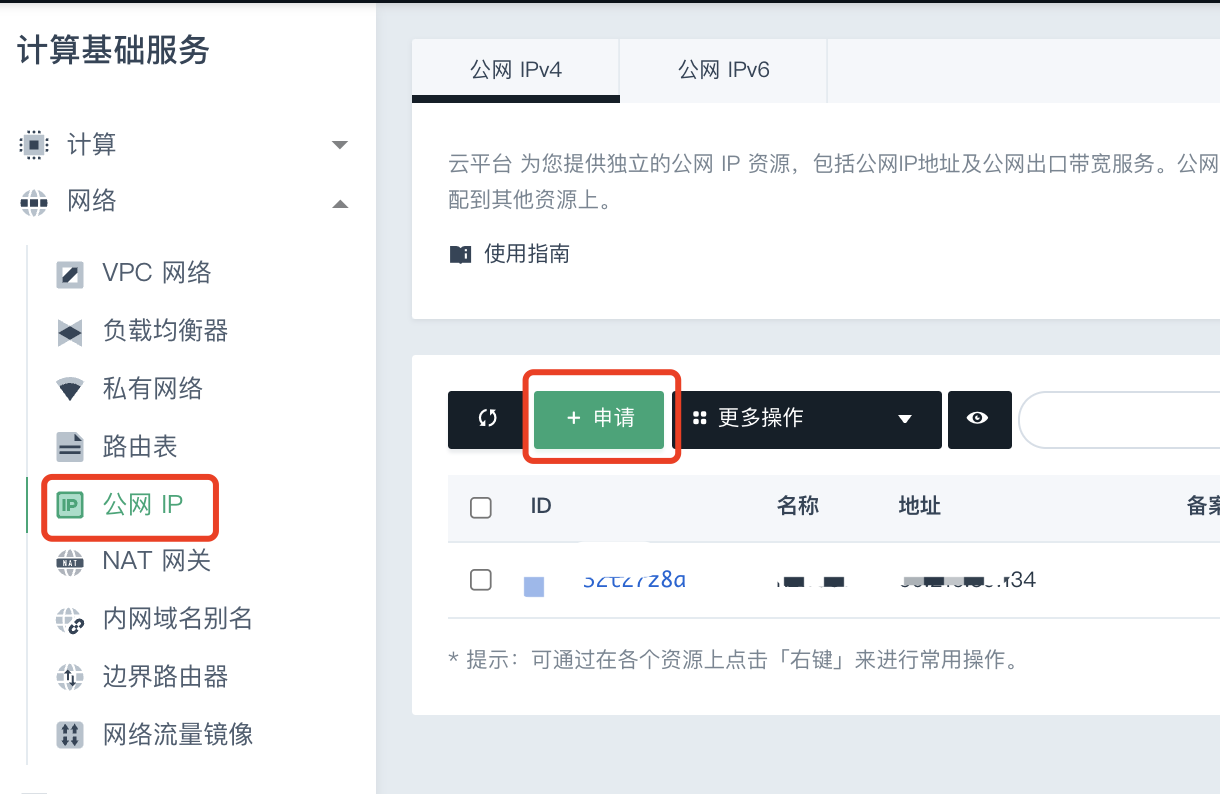 计算基础服务
计算
网络
VPC 网络
负载均衡器
私有网络
路由表
IP 公网 IP
NAT NAT 网关
内网域名别名
边界路由器
网络流量镜像
公网 IPv4 公网 IPv6
云平台 为您提供独立的公网 IP 资源，包括公网IP地址及公网出口带宽服务。公网
配到其他资源上。
使用指南
+ 申请 更多操作
ID 名称 地址 备案
34
* 提示：可通过在各个资源上点击「右键」来进行常用操作。